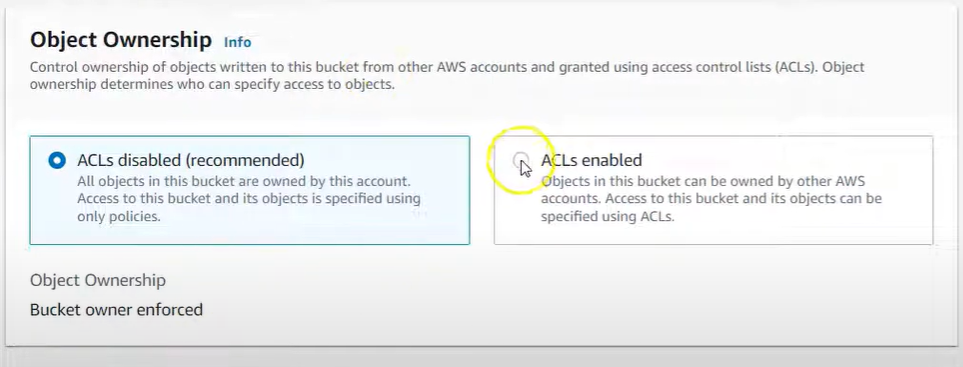 Object Ownership Info
Control ownership of objects written to this bucket from other AWS accounts and granted using access control lists (ACLs). Object
ownership determines who can specify access to objects.
ACLs disabled (recommended)
All objects in this bucket are owned by this account.
Access to this bucket and its objects is specified using
only policies.
ACLs enabled
Objects in this bucket can be owned by other AWS
accounts. Access to this bucket and its objects can be
specified using ACLs.
Object Ownership
Bucket owner enforced